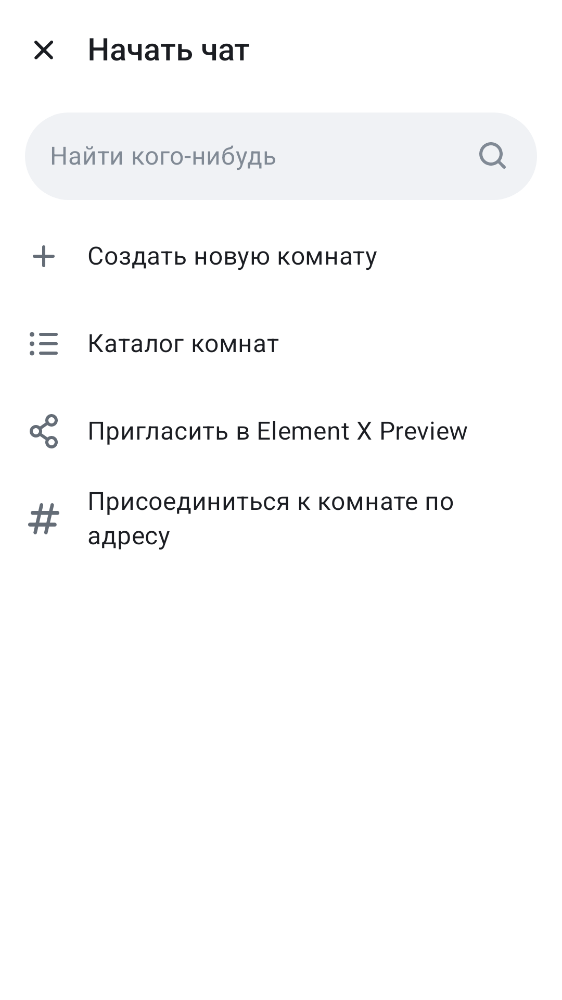 Начать чат
Найти кого-нибудь
Создать новую комнату
Каталог комнат
Пригласить в Element X Preview
Присоединиться к комнате по
адресу